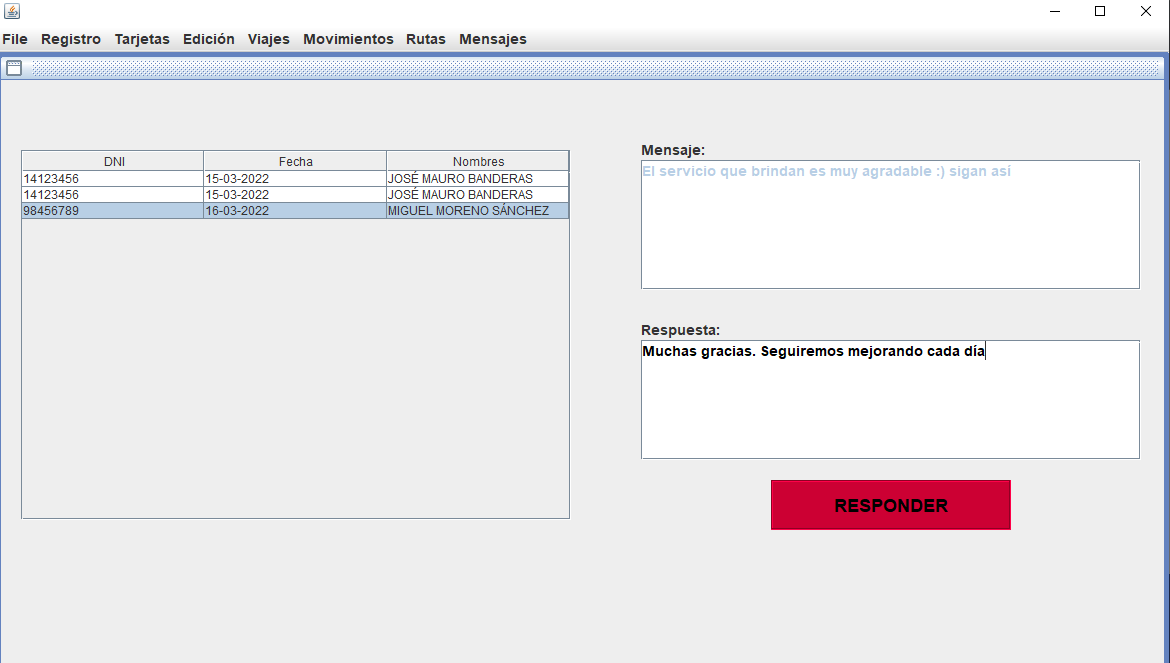 File Registro Tarjetas Edición Viajes Movimientos Rutas Mensajes
DNI Fecha Nombres
14123456 15-03-2022 JOSÉ MAURO BANDERAS
14123456 15-03-2022 JOSÉ MAURO BANDERAS
98456789 16-03-2022 MIGUEL MORENO SÁNCHEZ
Mensaje:
El servicio que brindan es muy agradable :) sigan así
Respuesta:
Muchas gracias. Seguiremos mejorando cada día
RESPONDER